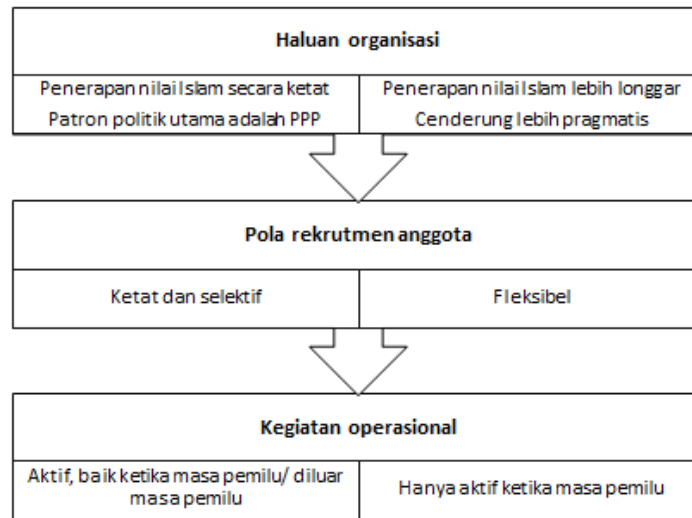 Haluan organisasi
Penerapan nilai Islam secara ketat
Patron politik utama adalah PPP
Penerapan nilai Islam lebih longgar
Cenderung lebih pragmatis
Pola rekrutmen anggota
Ketat dan selektif
Fleksibel
Kegiatan operasional
Aktif, baik ketika masa pemilu/ diluar
masa pemilu
Hanya aktif ketika masa pemilu